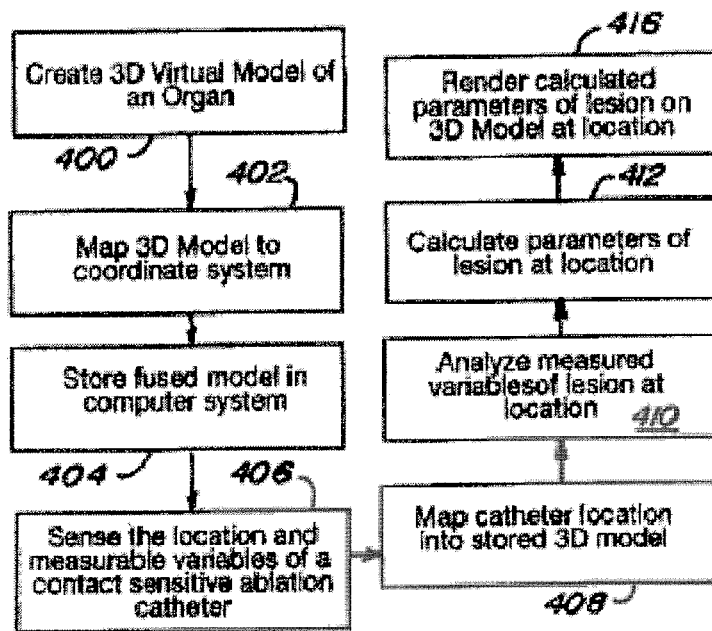 Create 3D Virtual Model of
an Organ
400
402
Map 3D Model to
coordinate system
Store fused model in
computer system
404
406
Sense the location and
measurable variables of a
contact sensitive ablation
catheter
Map catheter location
into stored 3D model
408
Analyze measured
variablesof lesion at
location
410
412
Calculate parameters of
lesion at location
416
Render calculated
parameters of lesion on
3D Model at location